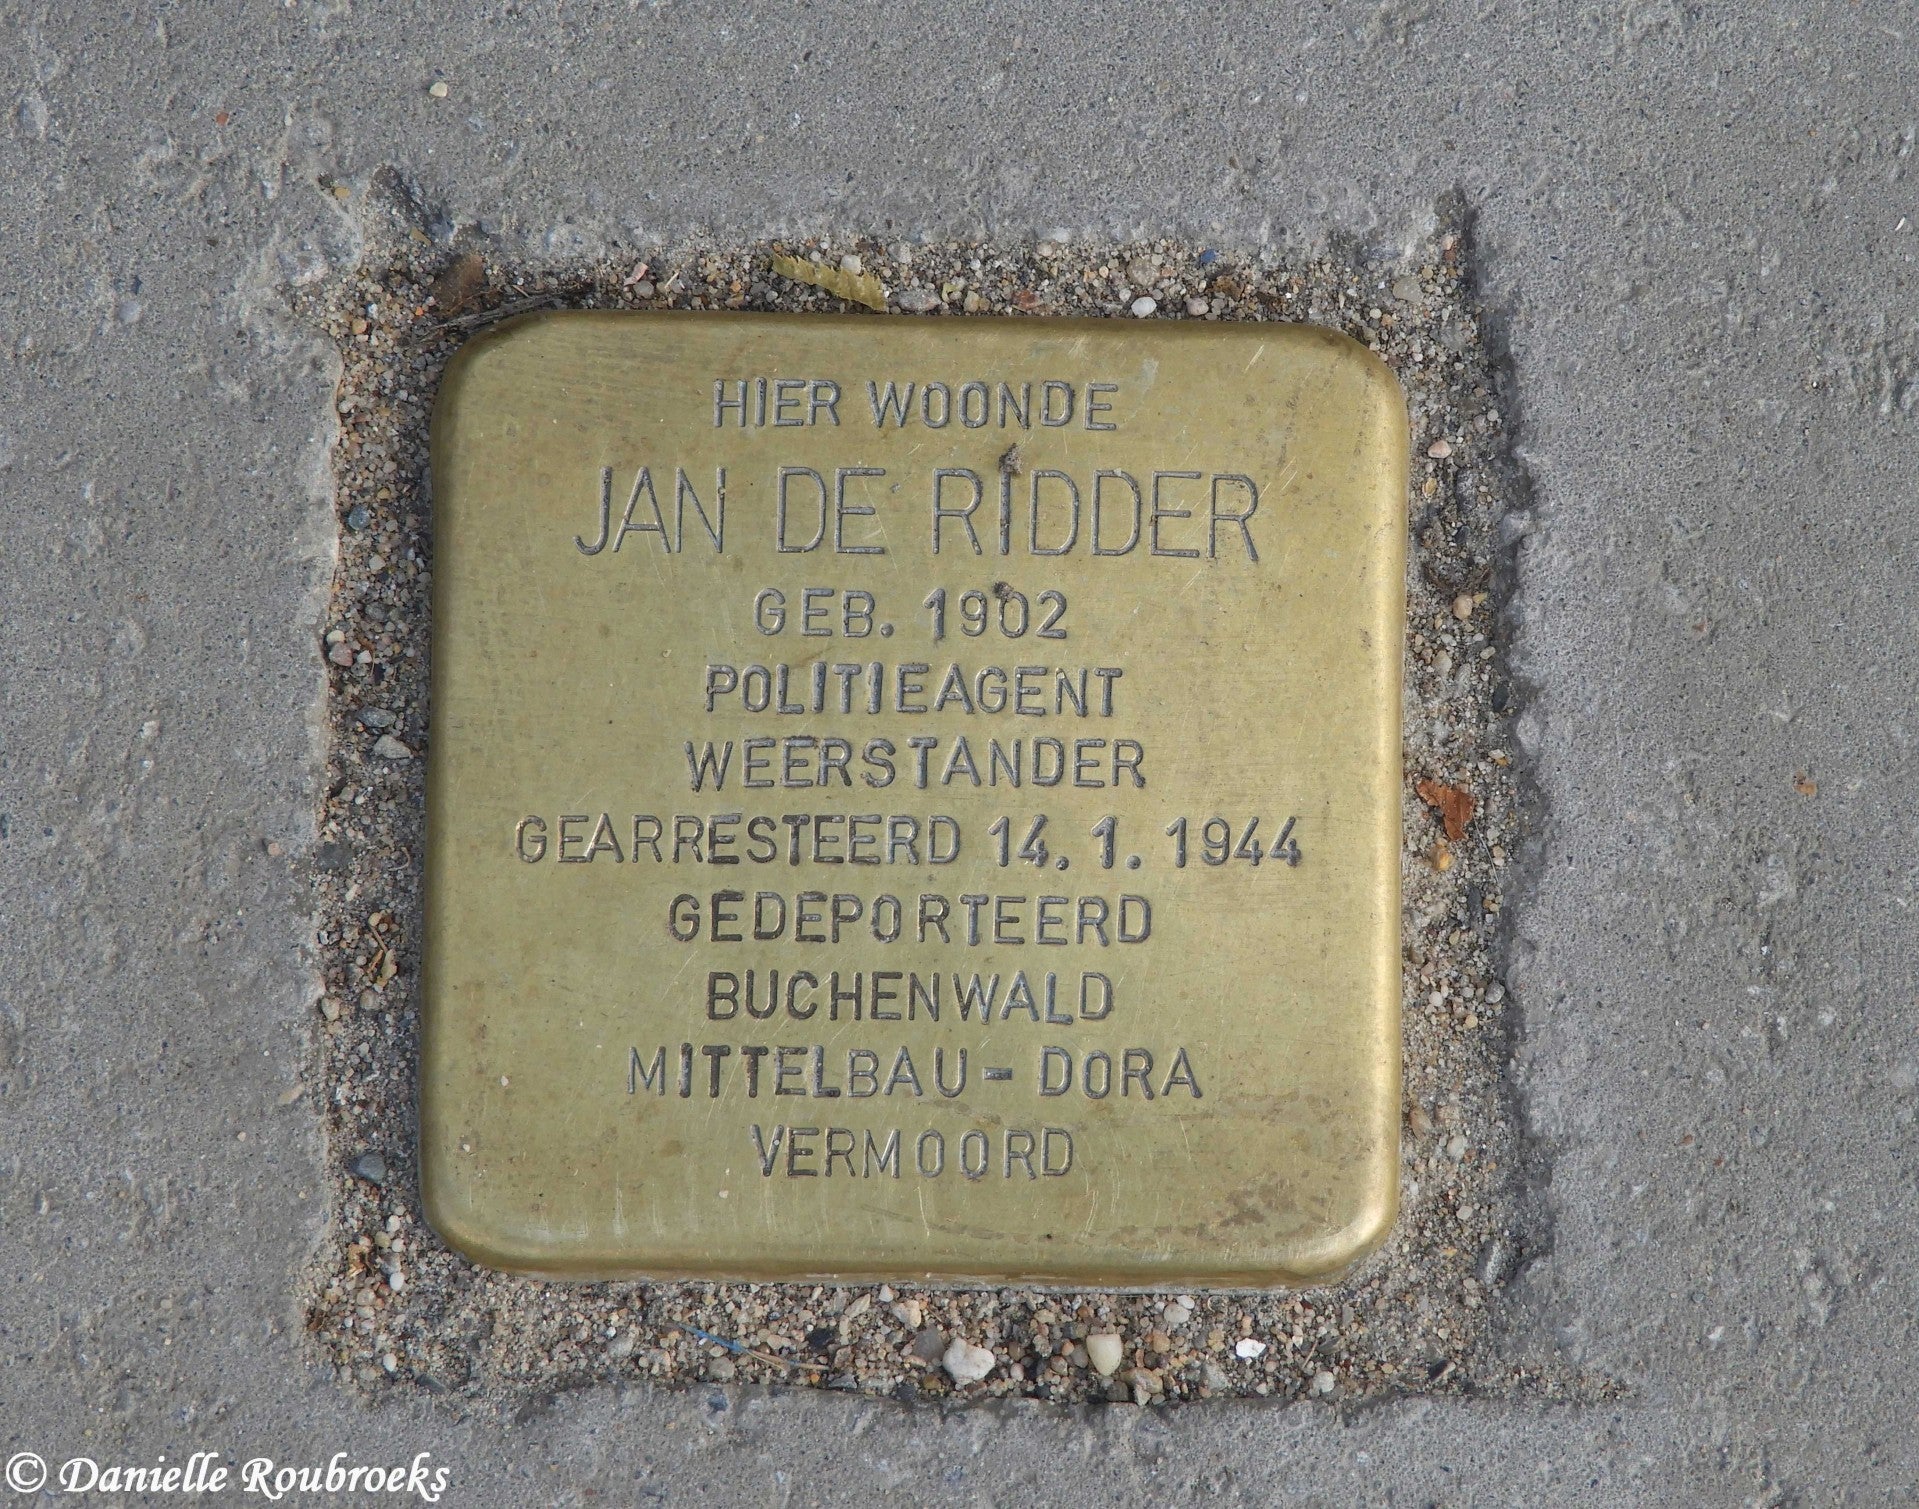 HIER WOONDE
JAN DE RIDDER
GEB. 1902
POLITIEAGENT
WEERSTANDER
GEARRESTEERD 14.1.1944
GEDEPORTEERD
BUCHENWALD
MITTELBAU-DORA
VERMOORD
© Danielle Roubroeks